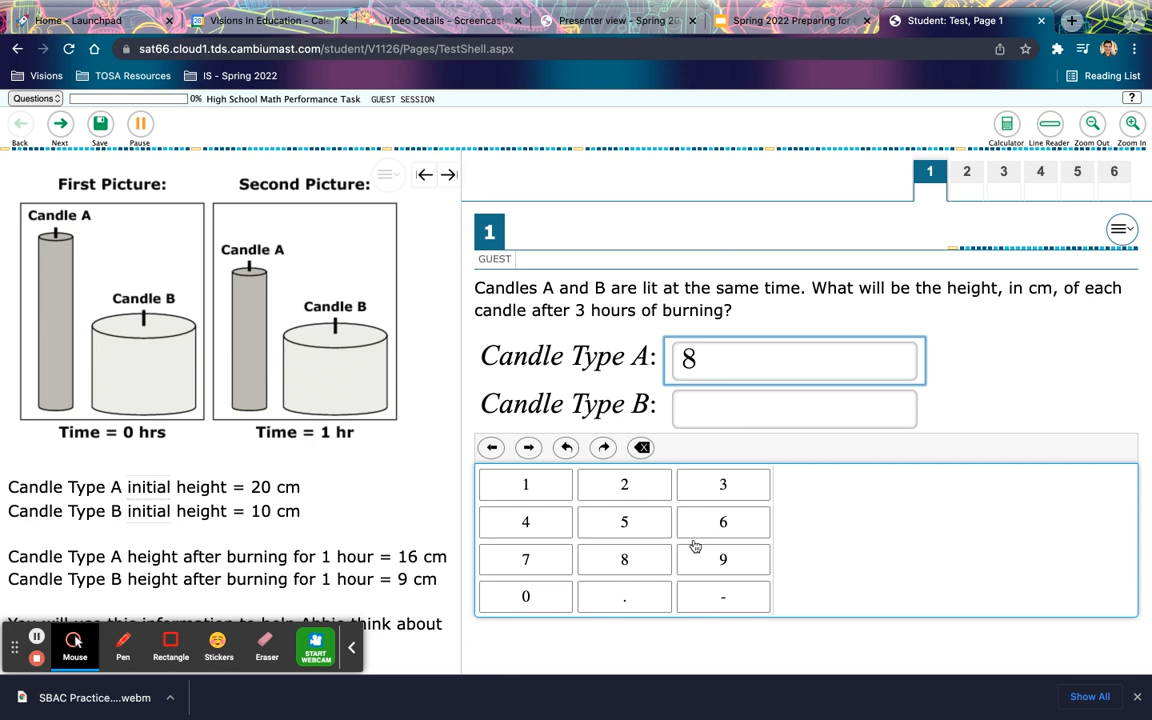 Home - Launchpad
Visions In Education - Cale
Video Details - Screencas
Presenter view - Spring 20
Spring 2022 Preparing for
Student: Test, Page 1
sat66.cloud1.tds.cambiumast.com/student/V1126/Pages/TestShell.aspx
Visions
TOSA Resources
IS - Spring 2022
Reading List
Questions
0%
High School Math Performance Task
GUEST SESSION
?
Back
Next
Save
Pause
Calculator
Line Reader
Zoom Out
Zoom In
First Picture:
Second Picture:
Candle A
Candle B
Time = 0 hrs
Candle A
Candle B
Time = 1 hr
Candle Type A initial height = 20 cm
Candle Type B initial height = 10 cm
Candle Type A height after burning for 1 hour = 16 cm
Candle Type B height after burning for 1 hour = 9 cm
think about
1 2 3 4 5 6
1
GUEST
Candles A and B are lit at the same time. What will be the height, in cm, of each
candle after 3 hours of burning?
Candle Type A: 8
Candle Type B:
1 2 3
4 5 6
7 8 9
0 . -
Mouse
Pen
Rectangle
Stickers
Eraser
START
WEBCAM
SBAC Practice....webm
Show All